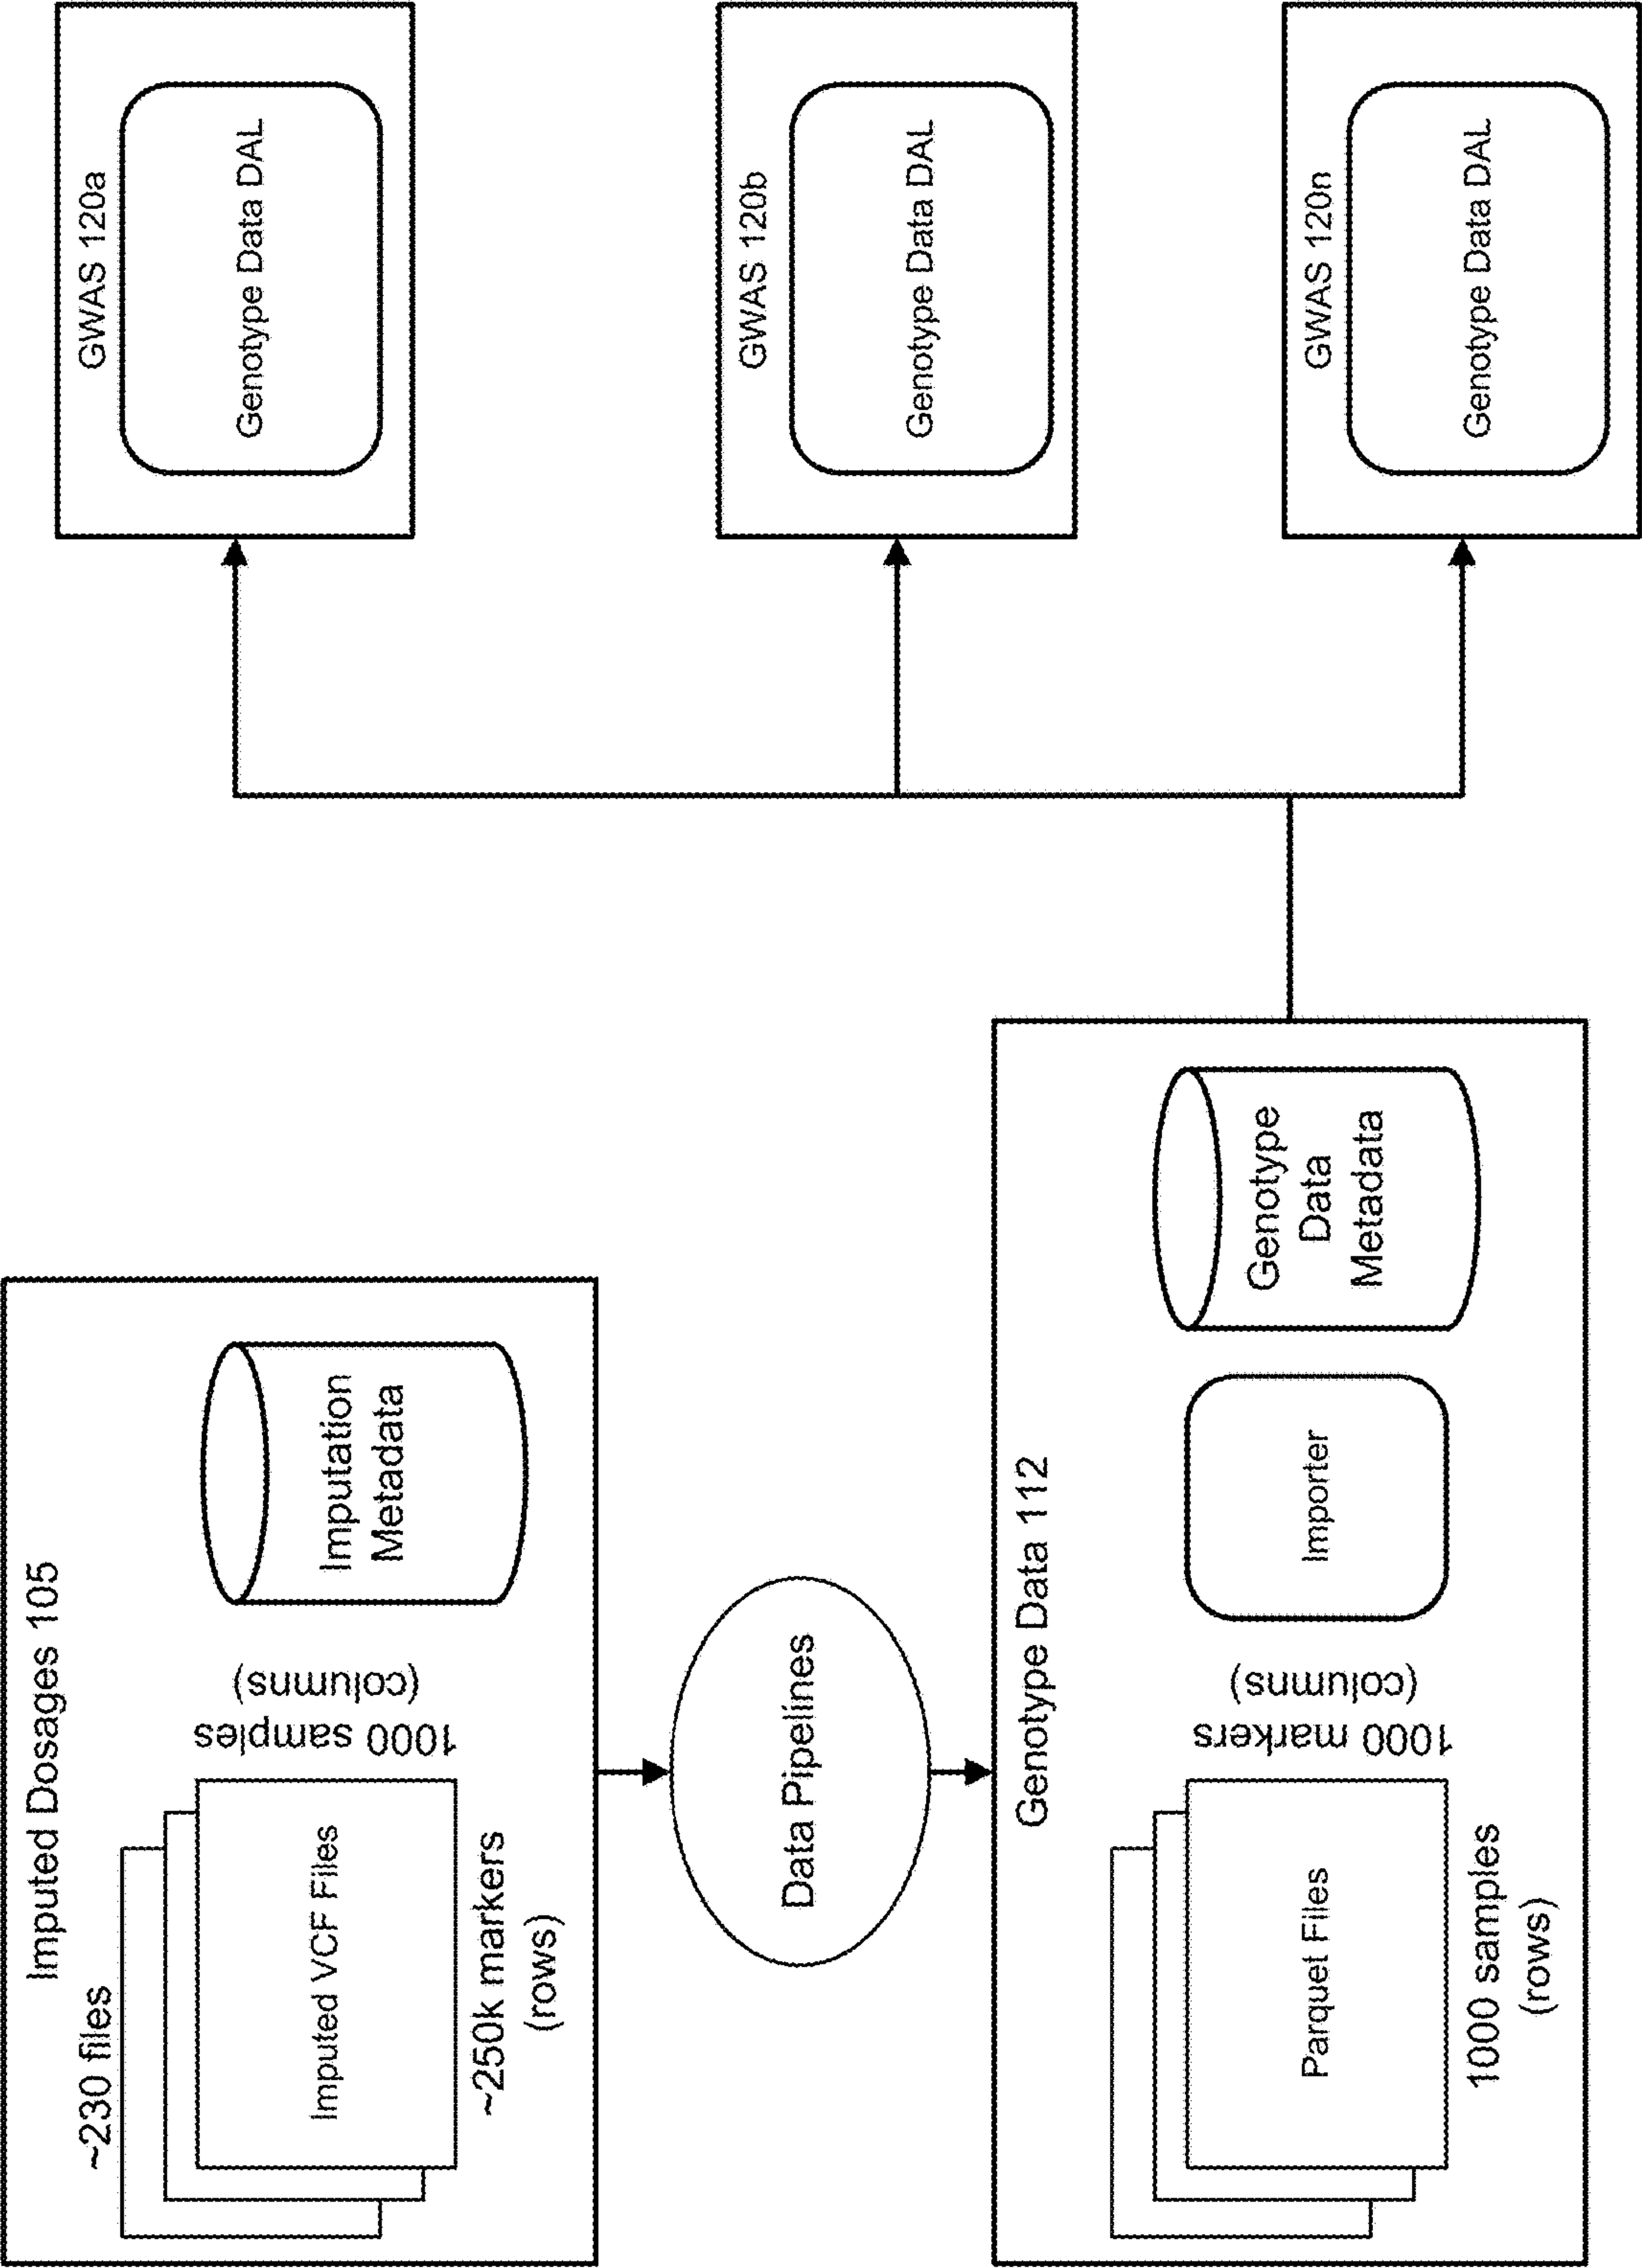 Imputed Dosages 105
~230 files
Imputed VCF Files
~250k markers
(rows)
1000 samples
(columns)
Imputation
Metadata
Data Pipelines
Genotype Data 112
Parquet Files
1000 samples
(rows)
1000 markers
(columns)
Importer
Genotype
Data
Metadata
GWAS 120a
Genotype Data DAL
GWAS 120b
Genotype Data DAL
GWAS 120n
Genotype Data DAL